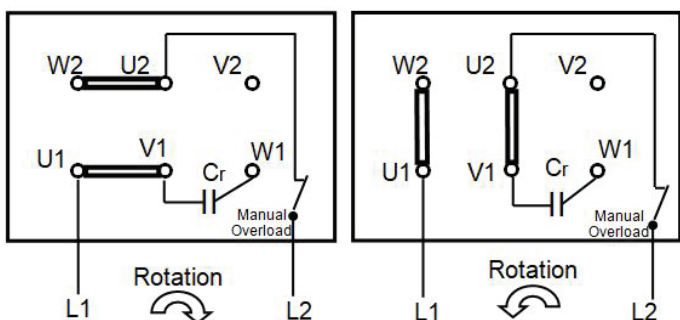 W2 U2 V2
U1 V1 W1
Cr
Manual
Overload
L1 Rotation L2
W2 U2 V2
U1 V1 W1
Cr
Manual
Overload
L1 Rotation L2